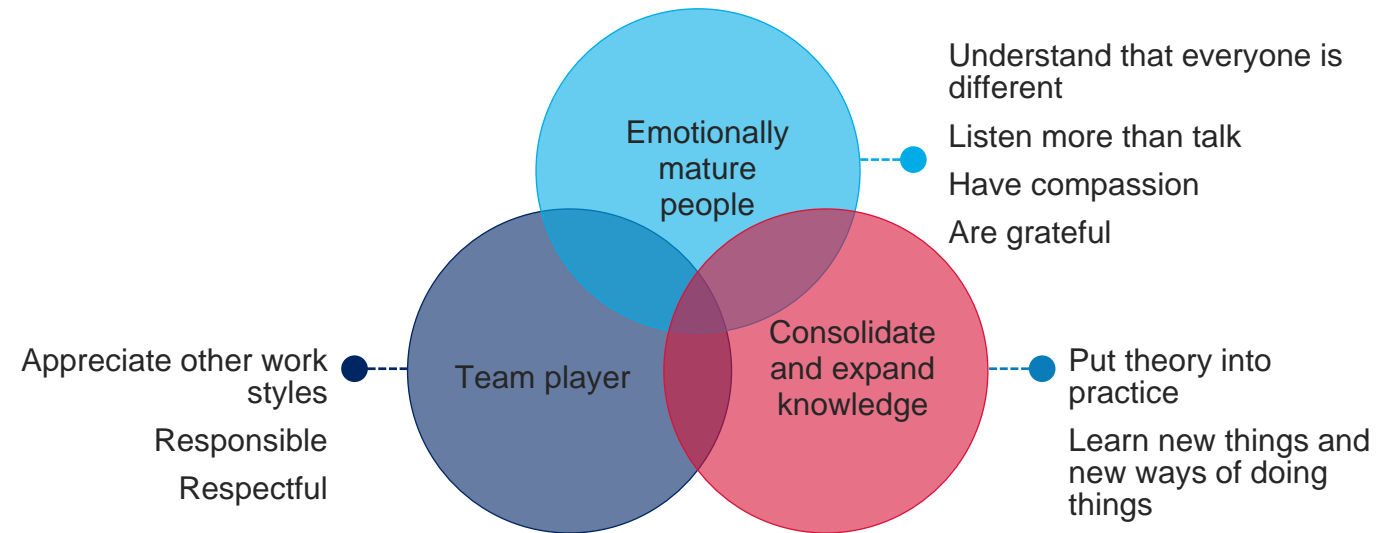 Understand that everyone is
different
Listen more than talk
Have compassion
Are grateful
Emotionally
mature
people
Appreciate other work
styles
Responsible
Respectful
Team player
Consolidate
and expand
knowledge
Put theory into
practice
Learn new things and
new ways of doing
things